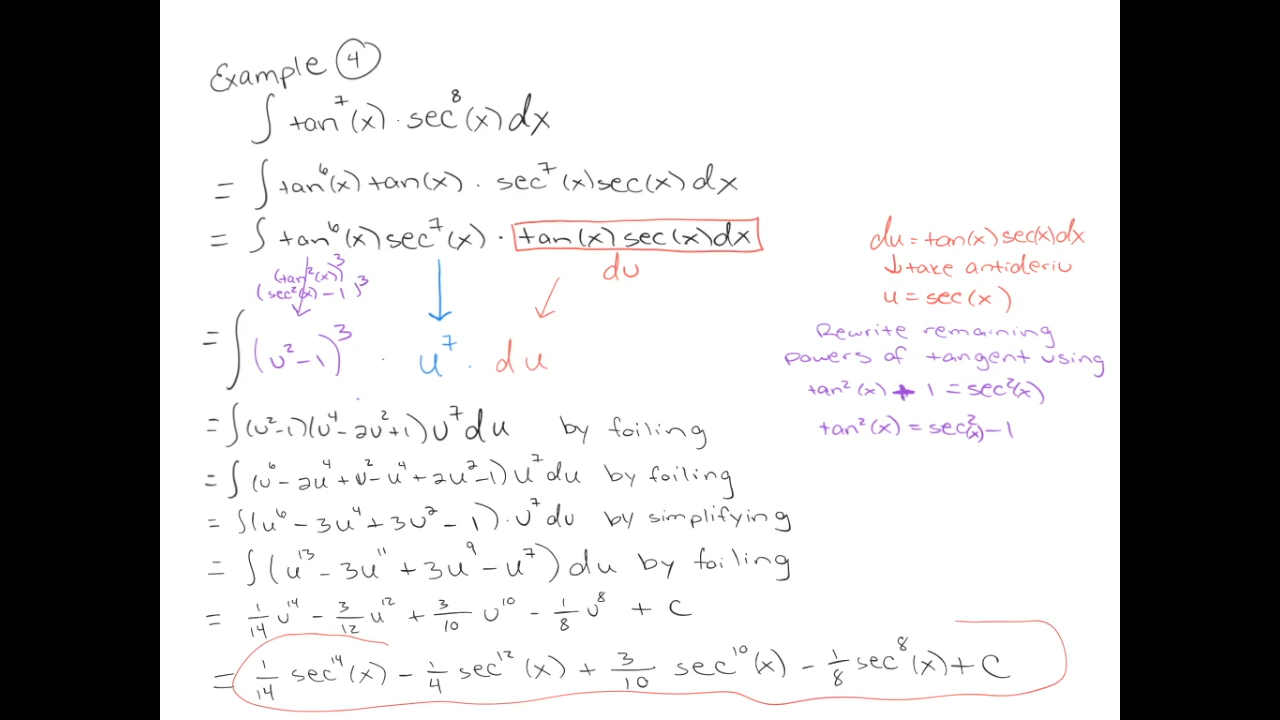 Example 4
∫ tan⁷(x) · sec⁸(x) dx
= ∫ tan⁶(x) tan(x) · sec⁷(x) sec(x) dx
= ∫ tan⁶(x) sec⁷(x) · tan(x) sec(x) dx
du
(tan²(x))³
(sec²(x) - 1)³
= ∫ (u² - 1)³ · u⁷ · du
du = tan(x) sec(x) dx
↓ take antideriv
u = sec(x)
Rewrite remaining
powers of tangent using
tan²(x) + 1 = sec²(x)
tan²(x) = sec²(x) - 1
= ∫ (u² - 1)(u⁴ - 2u² + 1) u⁷ du by foiling
= ∫ (u⁶ - 2u⁴ + u² - u⁴ + 2u² - 1) u⁷ du by foiling
= ∫ (u⁶ - 3u⁴ + 3u² - 1) · u⁷ du by simplifying
= ∫ (u¹³ - 3u¹¹ + 3u⁹ - u⁷) du by foiling
= 1/14 u¹⁴ - 3/12 u¹² + 3/10 u¹⁰ - 1/8 u⁸ + C
= 1/14 sec¹⁴(x) - 1/4 sec¹²(x) + 3/10 sec¹⁰(x) - 1/8 sec⁸(x) + C